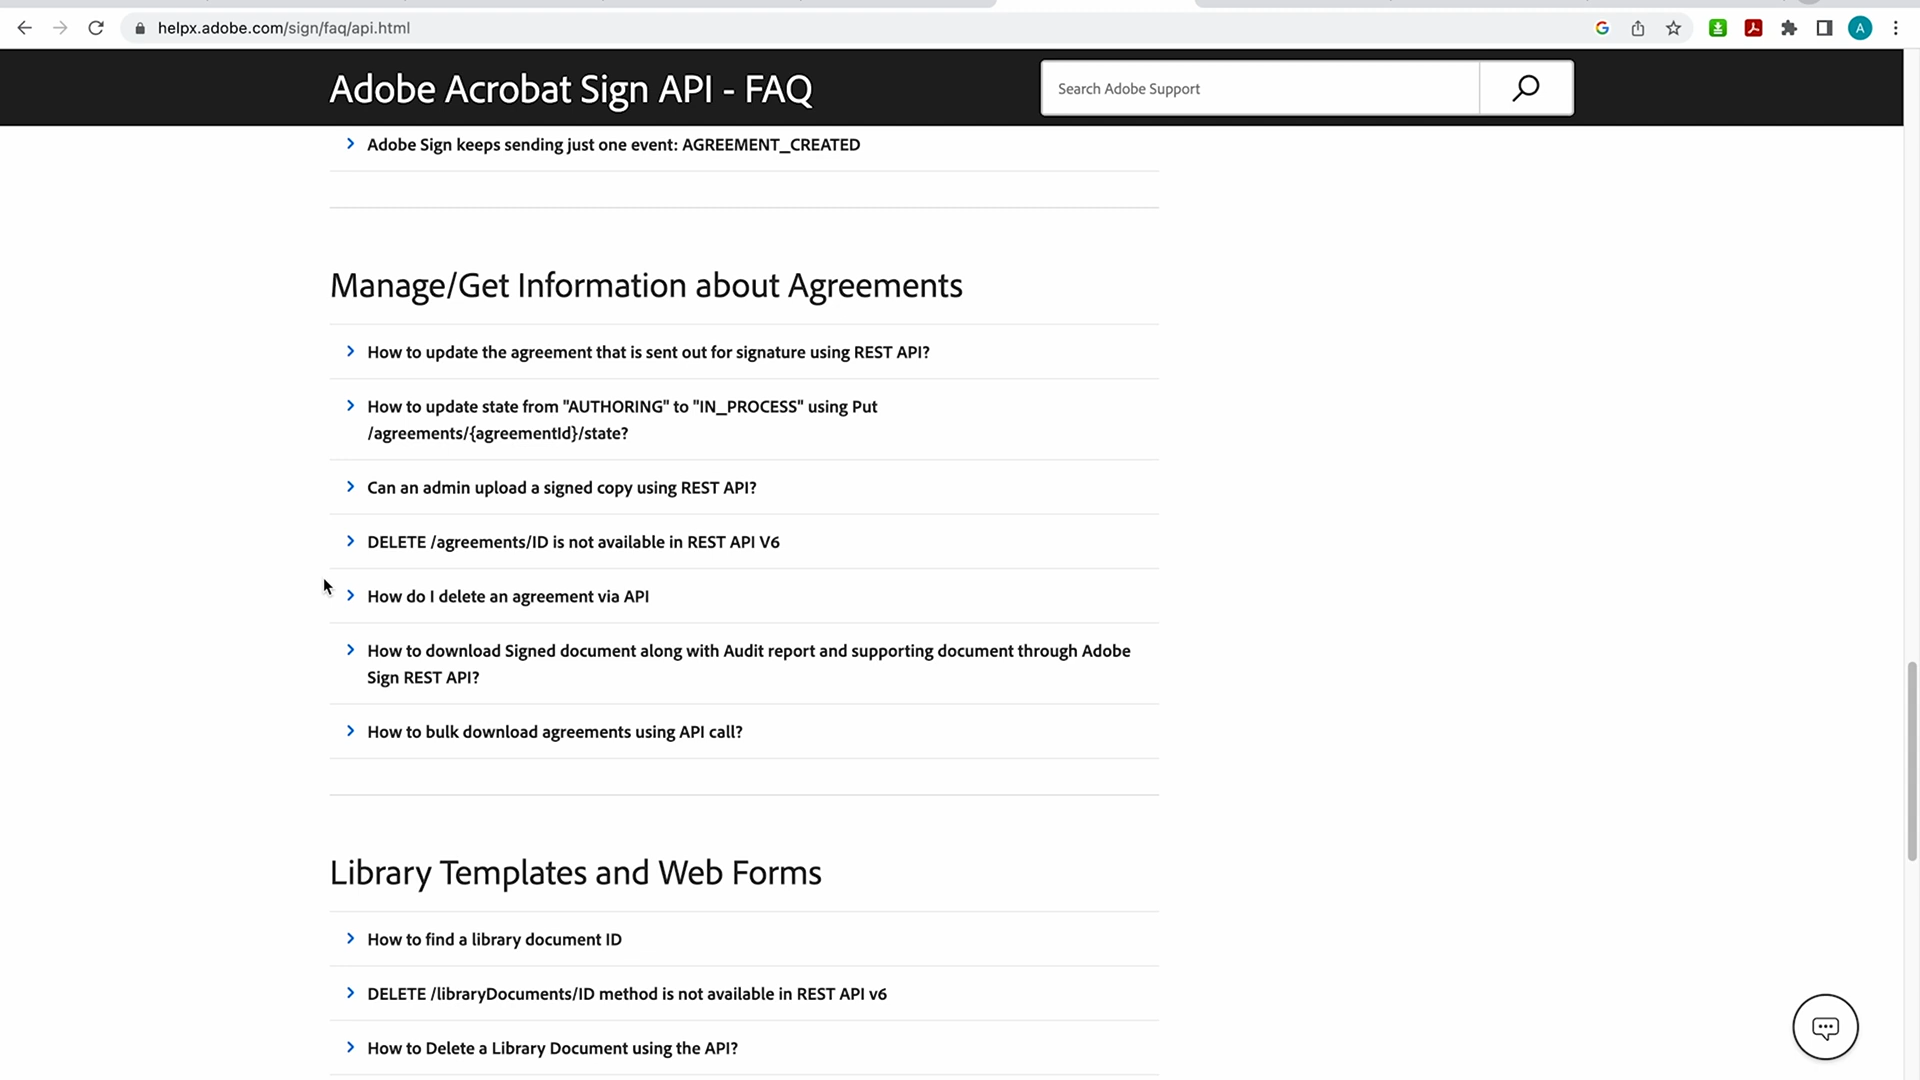 helpx.adobe.com/sign/faq/api.html
A
Adobe Acrobat Sign API - FAQ
Search Adobe Support
Adobe Sign keeps sending just one event: AGREEMENT_CREATED
Manage/Get Information about Agreements
How to update the agreement that is sent out for signature using REST API?
How to update state from "AUTHORING" to "IN_PROCESS" using Put
/agreements/{agreementId}/state?
Can an admin upload a signed copy using REST API?
DELETE /agreements/ID is not available in REST API V6
How do I delete an agreement via API
How to download Signed document along with Audit report and supporting document through Adobe
Sign REST API?
How to bulk download agreements using API call?
Library Templates and Web Forms
How to find a library document ID
DELETE /libraryDocuments/ID method is not available in REST API v6
How to Delete a Library Document using the API?